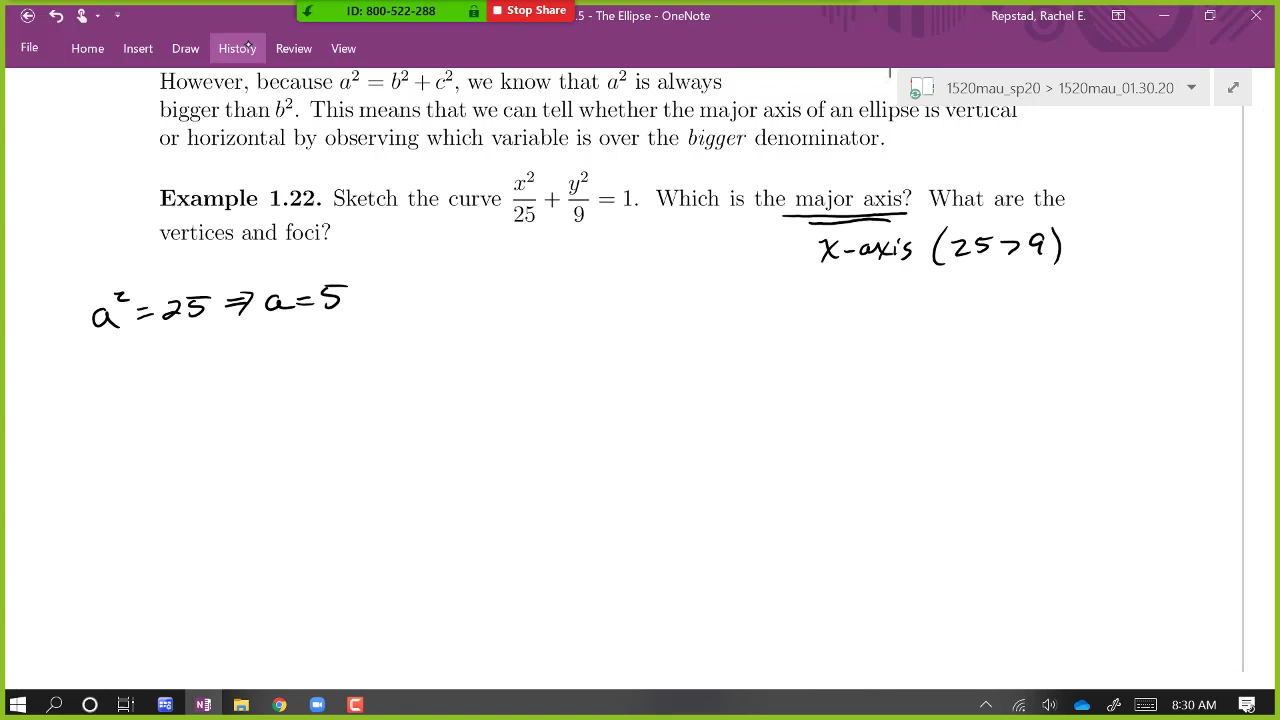 ID: 800-522-288
Stop Share
.5 - The Ellipse - OneNote
Repstad, Rachel E.
File Home Insert Draw History Review View
1520mau_sp20 > 1520mau_01.30.20
However, because a² = b² + c², we know that a² is always
bigger than b². This means that we can tell whether the major axis of an ellipse is vertical
or horizontal by observing which variable is over the bigger denominator.
Example 1.22. Sketch the curve x²/25 + y²/9 = 1. Which is the major axis? What are the
vertices and foci?
x-axis (25 > 9)
a² = 25 ⇒ a = 5
8:30 AM